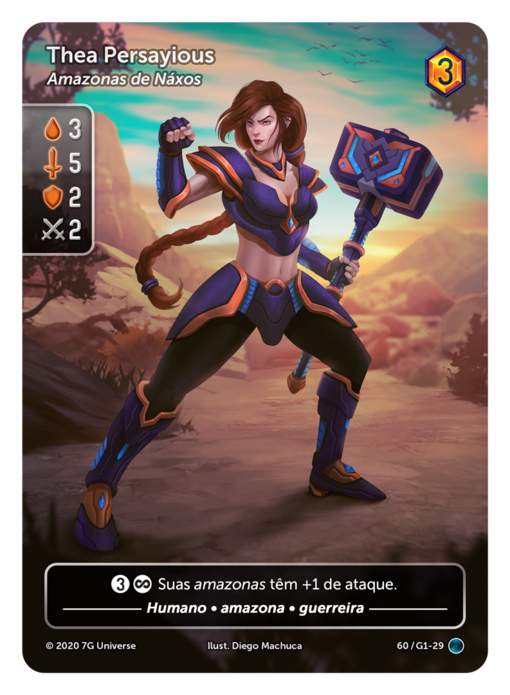 Thea Persayious
Amazonas de Náxos
3
3
5
2
2
3 ∞ Suas amazonas têm +1 de ataque.
Humano • amazona • guerreira
© 2020 7G Universe
Ilust. Diego Machuca
60 / G1-29